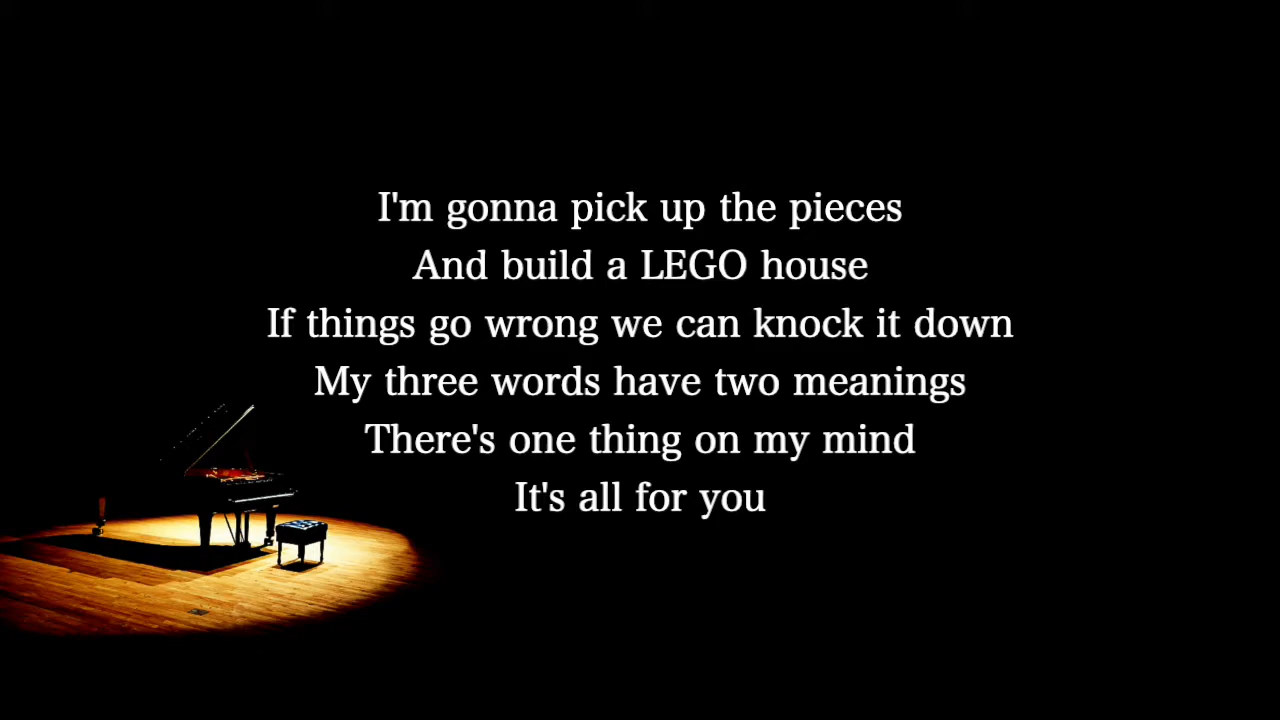 I'm gonna pick up the pieces
And build a LEGO house
If things go wrong we can knock it down
My three words have two meanings
There's one thing on my mind
It's all for you